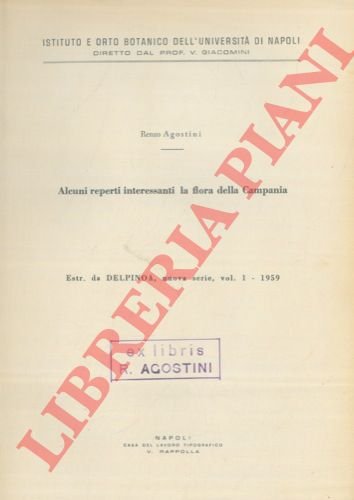 ISTITUTO E ORTO BOTANICO DELL'UNIVERSITÀ DI NAPOLI
DIRETTO DAL PROF. V. GIACOMINI
Renzo Agostini
Alcuni reperti interessanti la flora della Campania
Estr. da DELPINOA, nuova serie, vol. 1 - 1959
ex libris
R. AGOSTINI
NAPOLI
CASA DEL LAVORO TIPOGRAFICO
V. RAPPOLLA
LIBRERIA PIANI